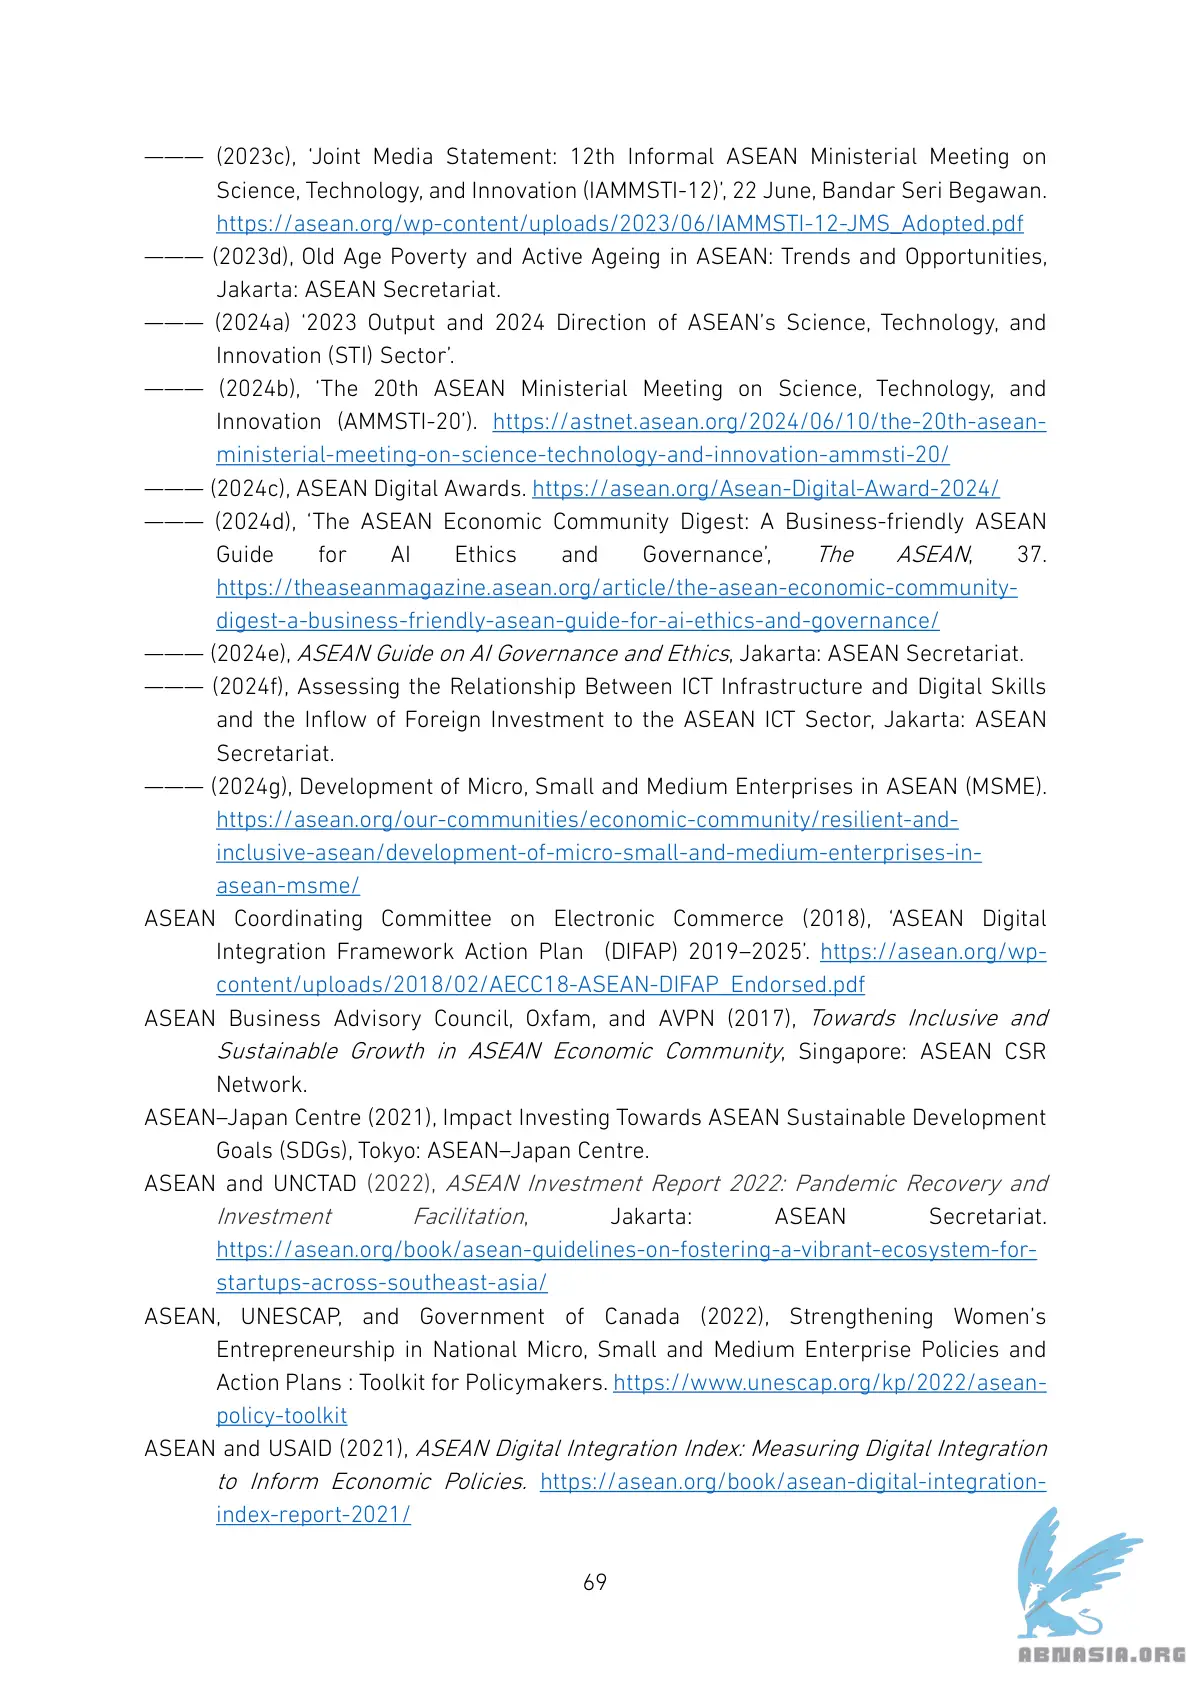 ——— (2023c), ‘Joint Media Statement: 12th Informal ASEAN Ministerial Meeting on
Science, Technology, and Innovation (IAMMSTI-12)’, 22 June, Bandar Seri Begawan.
https://asean.org/wp-content/uploads/2023/06/IAMMSTI-12-JMS_Adopted.pdf
——— (2023d), Old Age Poverty and Active Ageing in ASEAN: Trends and Opportunities,
Jakarta: ASEAN Secretariat.
——— (2024a) ‘2023 Output and 2024 Direction of ASEAN’s Science, Technology, and
Innovation (STI) Sector’.
——— (2024b), ‘The 20th ASEAN Ministerial Meeting on Science, Technology, and
Innovation (AMMSTI-20’). https://astnet.asean.org/2024/06/10/the-20th-asean-
ministerial-meeting-on-science-technology-and-innovation-ammsti-20/
——— (2024c), ASEAN Digital Awards. https://asean.org/Asean-Digital-Award-2024/
——— (2024d), ‘The ASEAN Economic Community Digest: A Business-friendly ASEAN
Guide for AI Ethics and Governance’, The ASEAN, 37.
https://theaseanmagazine.asean.org/article/the-asean-economic-community-
digest-a-business-friendly-asean-guide-for-ai-ethics-and-governance/
——— (2024e), ASEAN Guide on AI Governance and Ethics, Jakarta: ASEAN Secretariat.
——— (2024f), Assessing the Relationship Between ICT Infrastructure and Digital Skills
and the Inflow of Foreign Investment to the ASEAN ICT Sector, Jakarta: ASEAN
Secretariat.
——— (2024g), Development of Micro, Small and Medium Enterprises in ASEAN (MSME).
https://asean.org/our-communities/economic-community/resilient-and-
inclusive-asean/development-of-micro-small-and-medium-enterprises-in-
asean-msme/
ASEAN Coordinating Committee on Electronic Commerce (2018), ‘ASEAN Digital
Integration Framework Action Plan (DIFAP) 2019–2025’. https://asean.org/wp-
content/uploads/2018/02/AECC18-ASEAN-DIFAP_Endorsed.pdf
ASEAN Business Advisory Council, Oxfam, and AVPN (2017), Towards Inclusive and
Sustainable Growth in ASEAN Economic Community, Singapore: ASEAN CSR
Network.
ASEAN–Japan Centre (2021), Impact Investing Towards ASEAN Sustainable Development
Goals (SDGs), Tokyo: ASEAN–Japan Centre.
ASEAN and UNCTAD (2022), ASEAN Investment Report 2022: Pandemic Recovery and
Investment Facilitation, Jakarta: ASEAN Secretariat.
https://asean.org/book/asean-guidelines-on-fostering-a-vibrant-ecosystem-for-
startups-across-southeast-asia/
ASEAN, UNESCAP, and Government of Canada (2022), Strengthening Women’s
Entrepreneurship in National Micro, Small and Medium Enterprise Policies and
Action Plans : Toolkit for Policymakers. https://www.unescap.org/kp/2022/asean-
policy-toolkit
ASEAN and USAID (2021), ASEAN Digital Integration Index: Measuring Digital Integration
to Inform Economic Policies. https://asean.org/book/asean-digital-integration-
index-report-2021/
69
ABNASIA.ORG